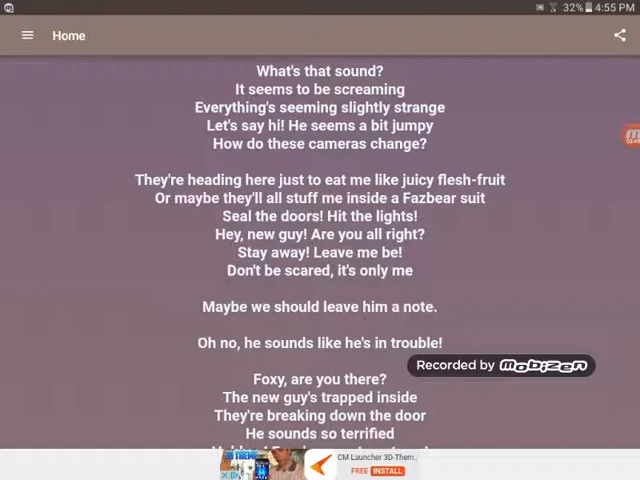 32% 4:55 PM
Home
What's that sound?
It seems to be screaming
Everything's seeming slightly strange
Let's say hi! He seems a bit jumpy
How do these cameras change?
They're heading here just to eat me like juicy flesh-fruit
Or maybe they'll all stuff me inside a Fazbear suit
Seal the doors! Hit the lights!
Hey, new guy! Are you all right?
Stay away! Leave me be!
Don't be scared, it's only me
Maybe we should leave him a note.
Oh no, he sounds like he's in trouble!
Recorded by mobizen
Foxy, are you there?
The new guy's trapped inside
They're breaking down the door
He sounds so terrified
CM Launcher 3D-Them..
FREE INSTALL